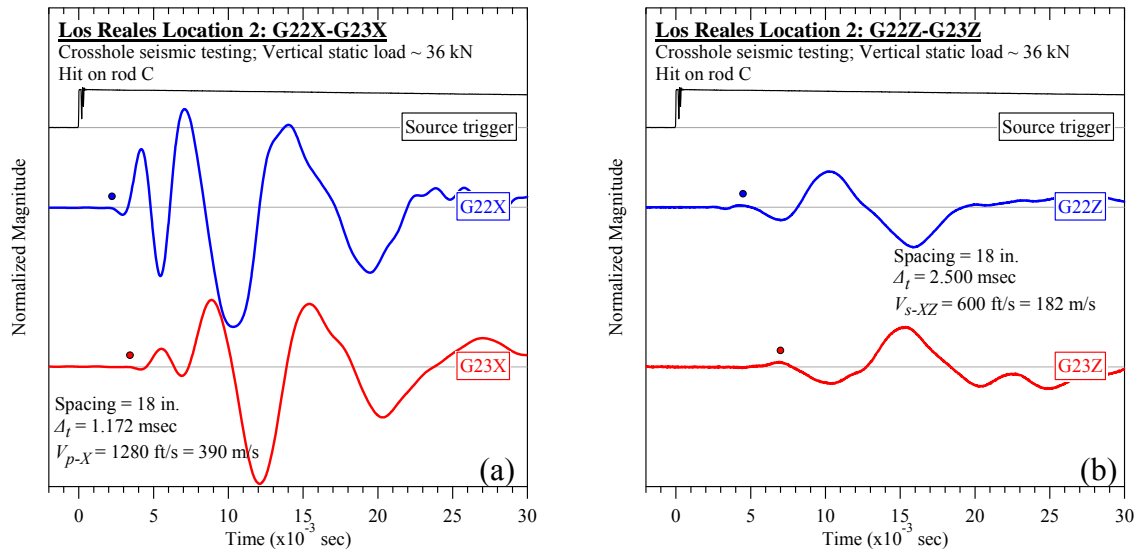 Los Reales Location 2: G22X-G23X
Crosshole seismic testing; Vertical static load ~ 36 kN
Hit on rod C
Source trigger
G22X
G23X
Spacing = 18 in.
Δt = 1.172 msec
Vp-X = 1280 ft/s = 390 m/s
(a)
Normalized Magnitude
0 5 10 15 20 25 30
Time (x10-3 sec)
Los Reales Location 2: G22Z-G23Z
Crosshole seismic testing; Vertical static load ~ 36 kN
Hit on rod C
Source trigger
G22Z
Spacing = 18 in.
Δt = 2.500 msec
Vs-XZ = 600 ft/s = 182 m/s
G23Z
(b)
Normalized Magnitude
0 5 10 15 20 25 30
Time (x10-3 sec)